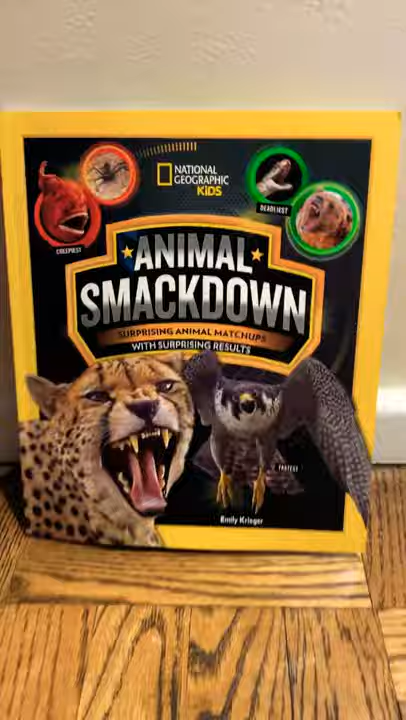 NATIONAL
GEOGRAPHIC
KiDS
CREEPIEST
DEADLIEST
ANIMAL
SMACKDOWN
SURPRISING ANIMAL MATCHUPS
WITH SURPRISING RESULTS
FASTEST
Emily Krieger